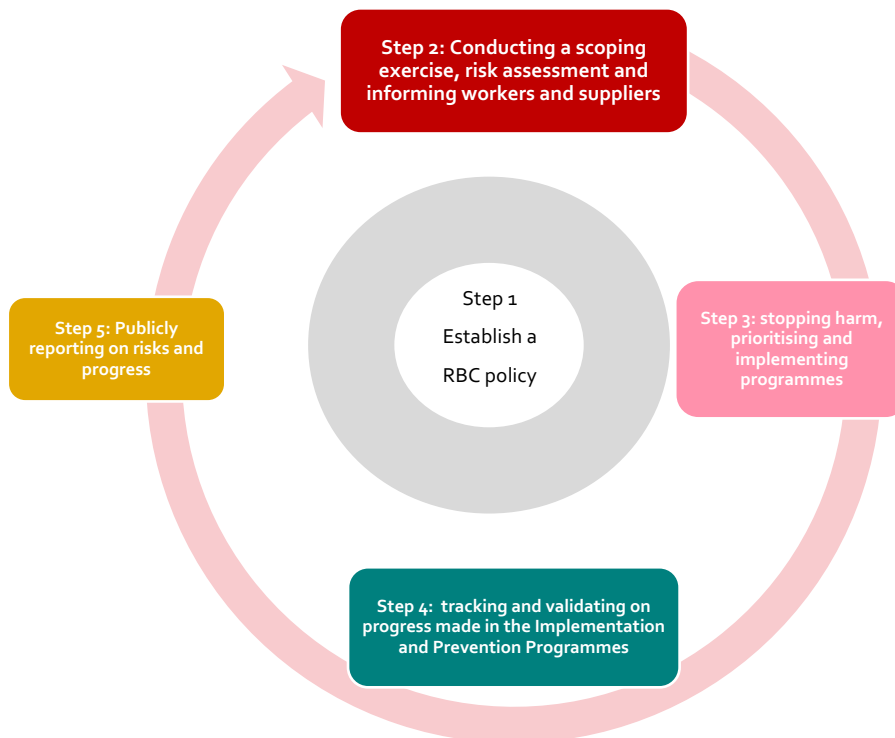 Step 2: Conducting a scoping
exercise, risk assessment and
informing workers and suppliers
Step 1
Establish a
RBC policy
Step 3: stopping harm,
prioritising and
implementing
programmes
Step 4:  tracking and validating on
progress made in the Implementation
and Prevention Programmes
Step 5: Publicly
reporting on risks and
progress